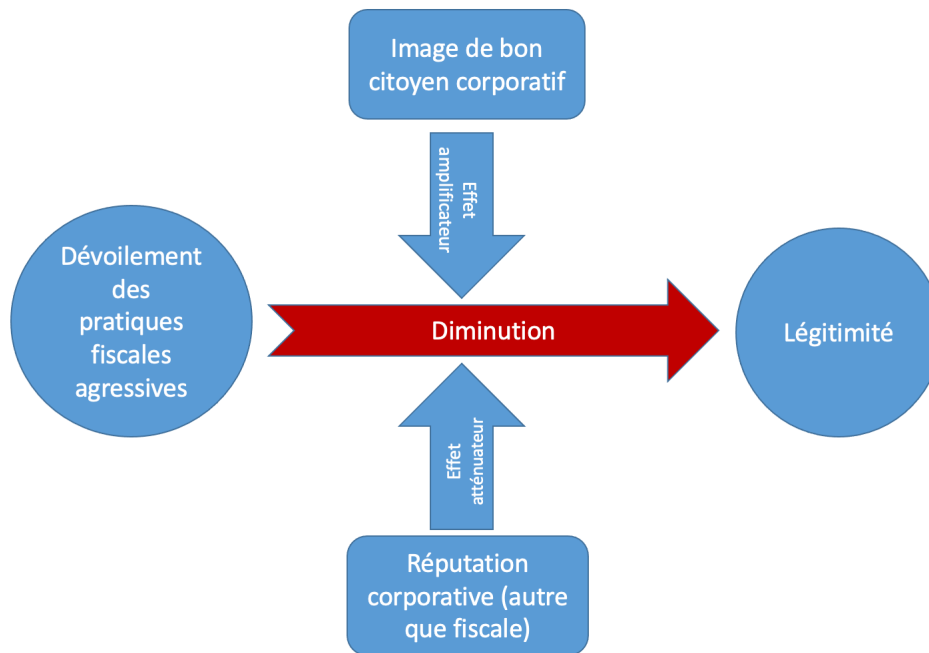 Image de bon
citoyen corporatif
Effet
amplificateur
Dévoilement
des
pratiques
fiscales
agressives
Diminution
Légitimité
Effet
atténuateur
Réputation
corporative (autre
que fiscale)